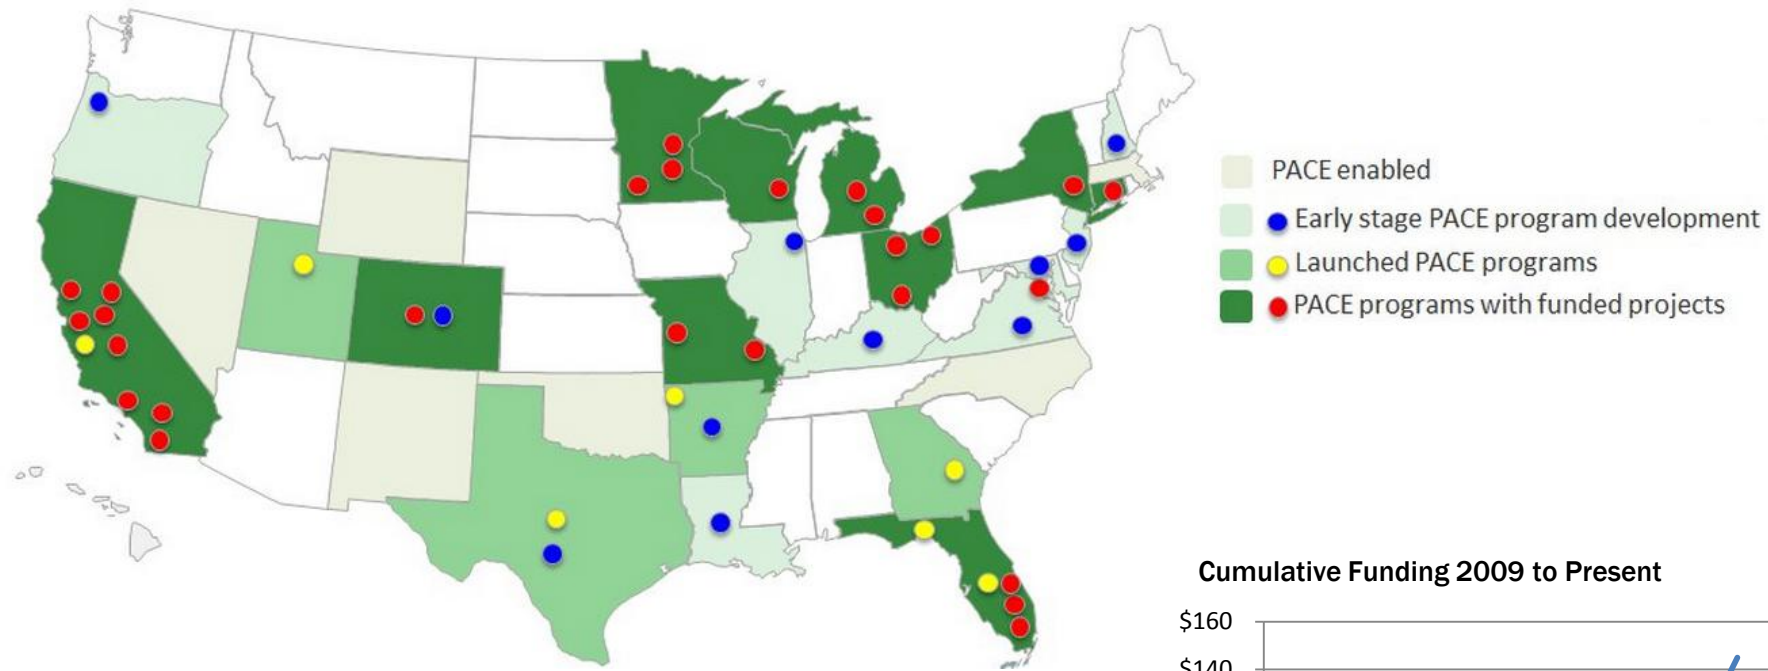 PACE enabled
Early stage PACE program development
Launched PACE programs
PACE programs with funded projects
Cumulative Funding 2009 to Present
$160
$140